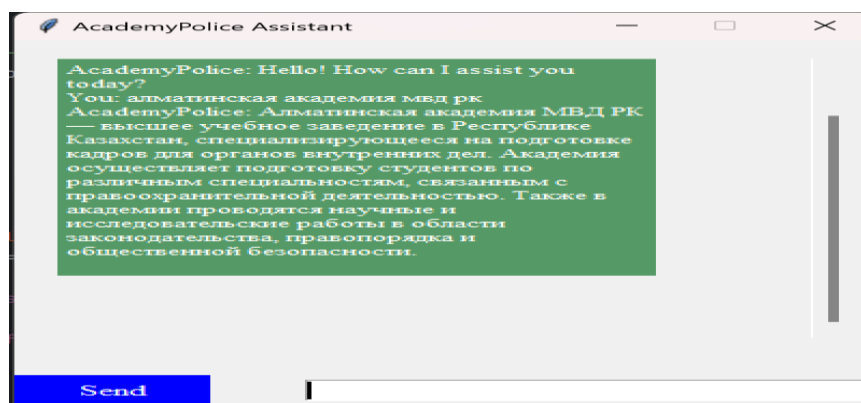 AcademyPolice Assistant
AcademyPolice: Hello! How can I assist you
today?
You: алматинская академия мвд рк
AcademyPolice: Алматинская академия МВД РК
— высшее учебное заведение в Республике
Казахстан, специализирующееся на подготовке
кадров для органов внутренних дел. Академия
осуществляет подготовку студентов по
различным специальностям, связанным с
правоохранительной деятельностью. Также в
академии проводятся научные и
исследовательские работы в области
законодательства, правопорядка и
общественной безопасности.
Send